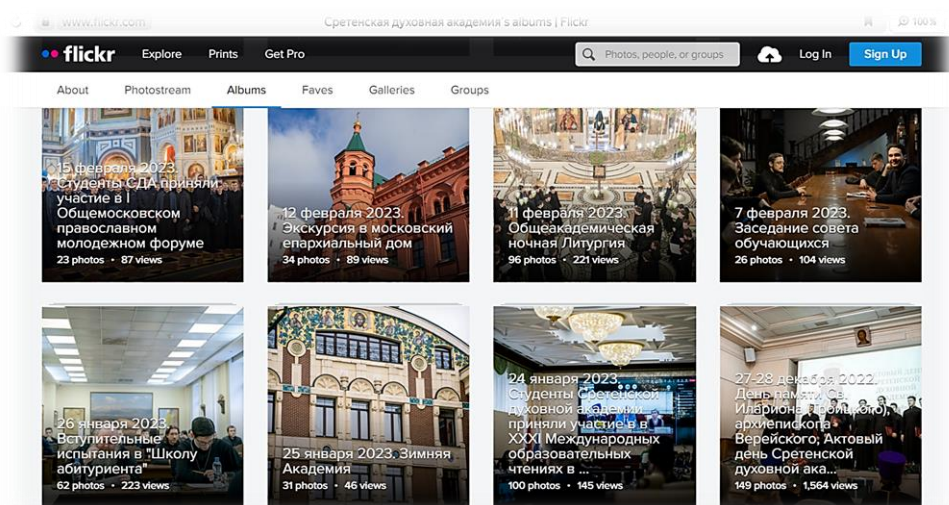 www.flickr.com
Сретенская духовная академия's albums | Flickr
100%
flickr Explore Prints Get Pro Photos, people, or groups Log In Sign Up
About Photostream Albums Faves Galleries Groups
15 февраля 2023.
Студенты СДА приняли
участие в I
Общемосковском
православном
молодежном форуме
23 photos • 87 views
12 февраля 2023.
Экскурсия в московский
епархиальный дом
34 photos • 89 views
11 февраля 2023.
Общеакадемическая
ночная Литургия
96 photos • 221 views
7 февраля 2023.
Заседание совета
обучающихся
26 photos • 104 views
26 января 2023.
Вступительные
испытания в "Школу
абитуриента"
62 photos • 223 views
25 января 2023. Зимняя
Академия
31 photos • 46 views
24 января 2023.
Студенты Сретенской
духовной академии
приняли участие в в
XXXI Международных
образовательных
чтениях в ...
100 photos • 145 views
27-28 декабря 2022.
День памяти Св.
Илариона (Троицкого),
архиепископа
Верейского, Актовый
день Сретенской
духовной ака...
149 photos • 1,564 views